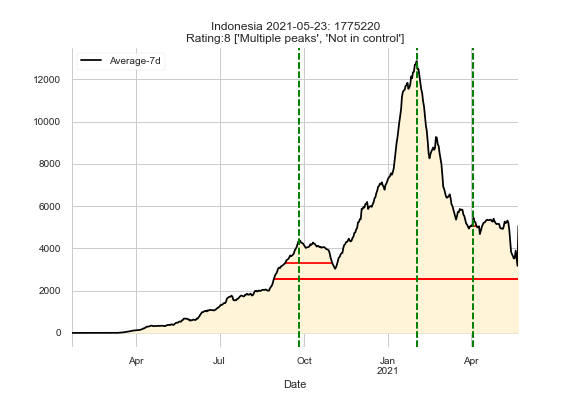 Indonesia 2021-05-23: 1775220
Rating:8 ['Multiple peaks', 'Not in control']
Average-7d
12000
10000
8000
6000
4000
2000
0
Apr
Jul
Oct
Jan
2021
Apr
Date